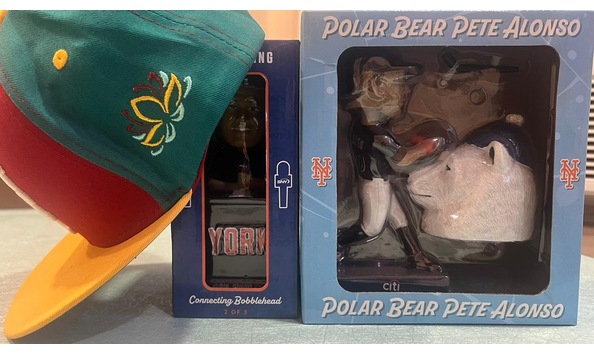 POLAR BEAR PETE ALONSO
NG
NY
NY
YORK
citi
Connecting Bobblehead
2 OF 3
POLAR BEAR PETE ALONSO